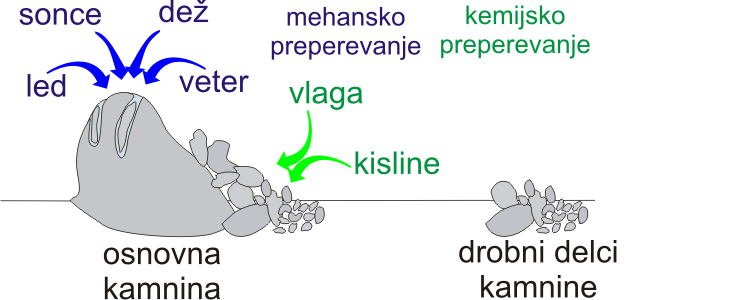 sonce
dež
led
veter
mehansko
preperevanje
kemijsko
preperevanje
vlaga
kisline
osnovna
kamnina
drobni delci
kamnine